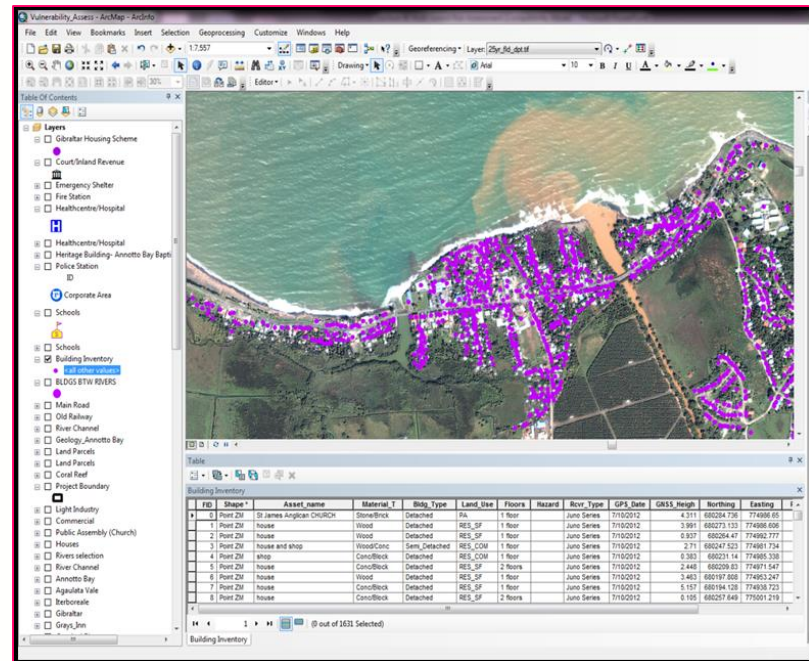 Vulnerability_Assess - ArcMap - ArcInfo
File Edit View Bookmarks Insert Selection Geoprocessing Customize Windows Help
1:7,557 Georeferencing Layer: 25yr_fld_dpt.tif
Drawing A Arial 10 B I U A
30% Editor
Table Of Contents
Layers
Gibraltar Housing Scheme
Court/Inland Revenue
Emergency Shelter
Fire Station
Healthcentre/Hospital
H
Healthcentre/Hospital
Heritage Building- Annotto Bay Bapti
Police Station
ID
Corporate Area
Schools
Schools
Building Inventory
<all other values>
BLDGS BTW RIVERS
Main Road
Old Railway
River Channel
Geology_Annotto Bay
Land Parcels
Land Parcels
Coral Reef
Project Boundary
Light Industry
Commercial
Public Assembly (Church)
Houses
Rivers selection
River Channel
Annotto Bay
Agaulata Vale
Iterboreale
Gibraltar
Grays_Inn
Table
Building Inventory
FID Shape * Asset_name Material_T Bldg_Type Land_Use Floors Hazard Rcvr_Type GPS_Date GNSS_Heigh Northing Easting
0 Point ZM St James Anglican CHURCH Stone/Brick Detached PA 1 floor Juno Series 7/10/2012 4.311 680284.736 774986.65
1 Point ZM house Wood Detached RES_SF 1 floor Juno Series 7/10/2012 3.991 680273.133 774986.606
2 Point ZM house Wood Detached RES_SF 1 floor Juno Series 7/10/2012 0.937 680264.47 774992.777
3 Point ZM house and shop Wood/Conc Semi_Detached RES_COM 1 floor Juno Series 7/10/2012 2.71 680247.523 774981.734
4 Point ZM shop Conc/Block Detached RES_COM 1 floor Juno Series 7/10/2012 0.383 680231.14 774985.338
5 Point ZM house Conc/Block Detached RES_SF 2 floors Juno Series 7/10/2012 2.448 680209.83 774971.547
6 Point ZM house Wood Detached RES_SF 1 floor Juno Series 7/10/2012 3.463 680197.808 774953.247
7 Point ZM house Conc/Block Detached RES_SF 1 floor Juno Series 7/10/2012 5.157 680194.128 774938.723
8 Point ZM house Conc/Block Detached RES_SF 2 floors Juno Series 7/10/2012 0.105 680257.649 775001.219
1 (0 out of 1631 Selected)
Building Inventory